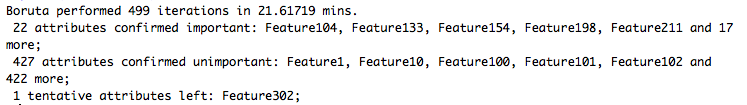 Boruta performed 499 iterations in 21.61719 mins.
22 attributes confirmed important: Feature104, Feature133, Feature154, Feature198, Feature211 and 17
more;
427 attributes confirmed unimportant: Feature1, Feature10, Feature100, Feature101, Feature102 and
422 more;
1 tentative attributes left: Feature302;